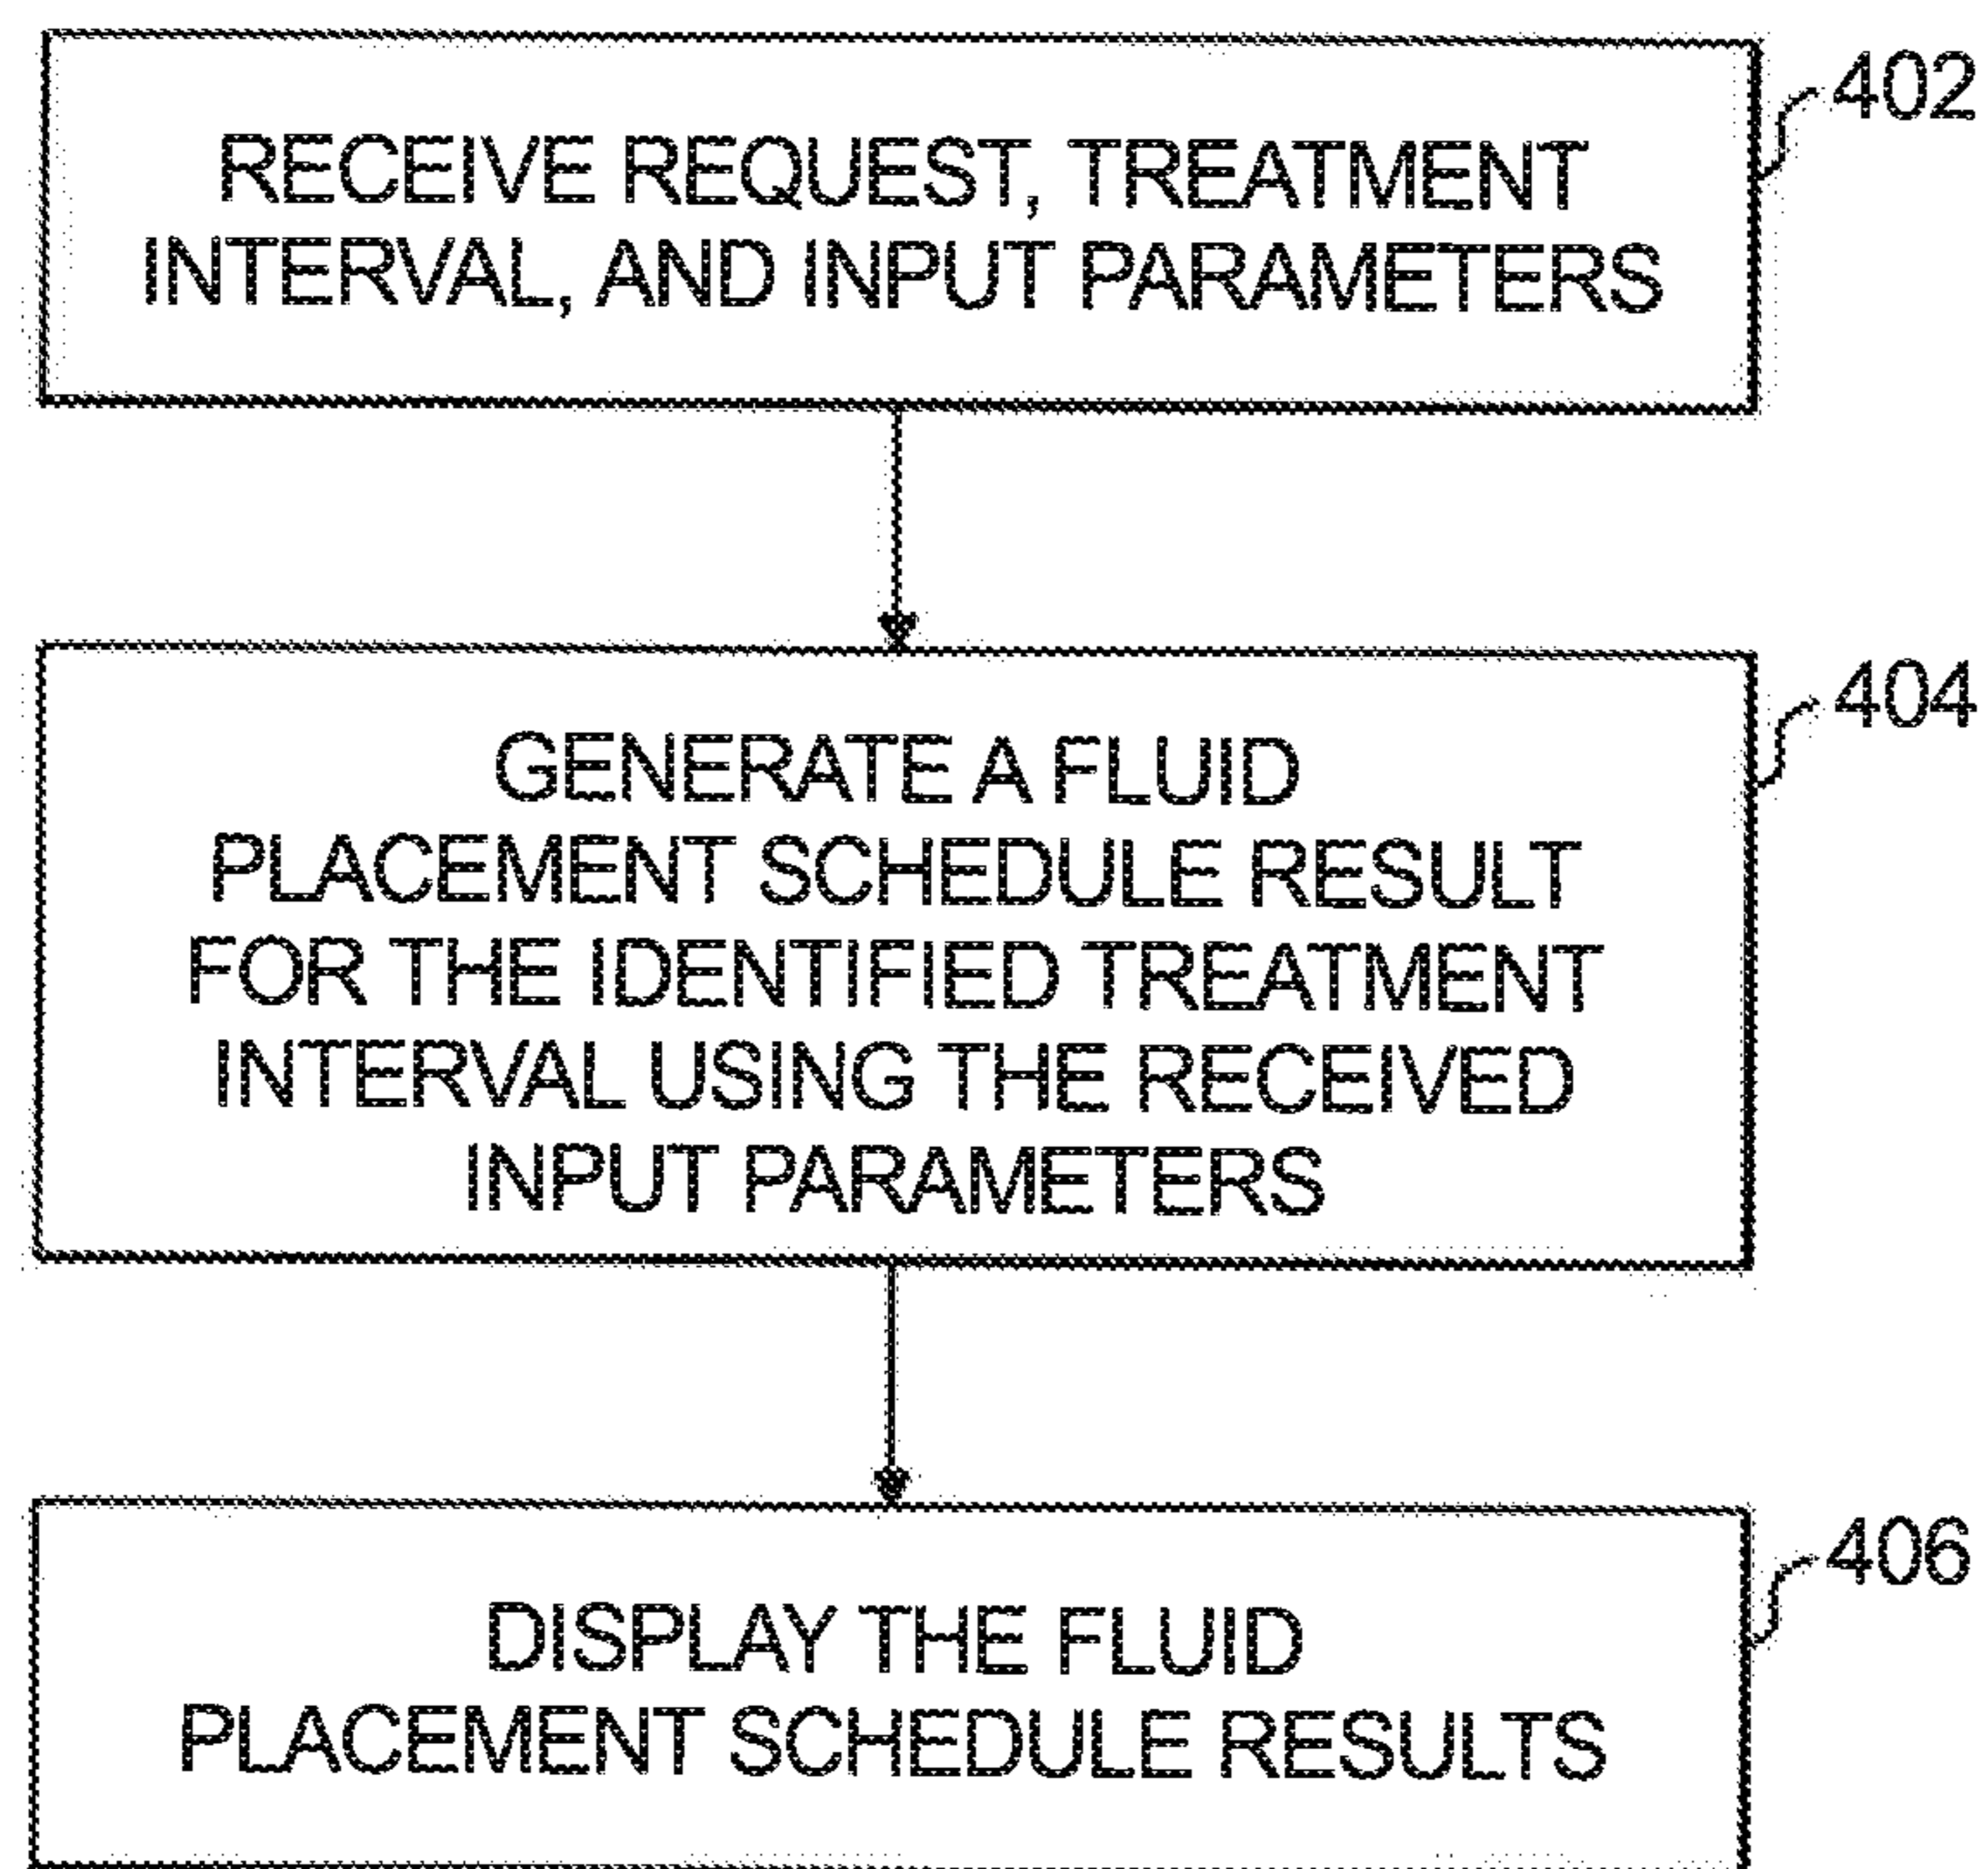 402
RECEIVE REQUEST, TREATMENT
INTERVAL, AND INPUT PARAMETERS
404
GENERATE A FLUID
PLACEMENT SCHEDULE RESULT
FOR THE IDENTIFIED TREATMENT
INTERVAL USING THE RECEIVED
INPUT PARAMETERS
406
DISPLAY THE FLUID
PLACEMENT SCHEDULE RESULTS